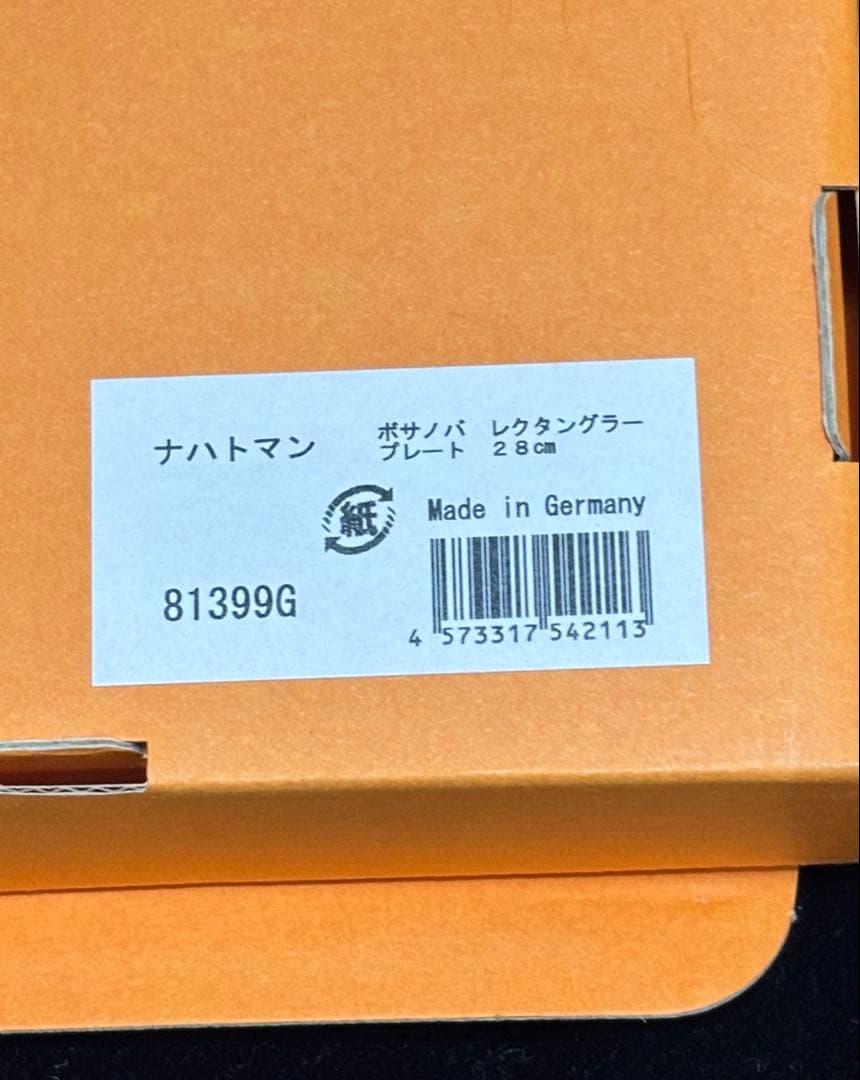 ナハトマン
ボサノバ レクタングラー
プレート 28㎝
紙
Made in Germany
81399G
4 573317 542113